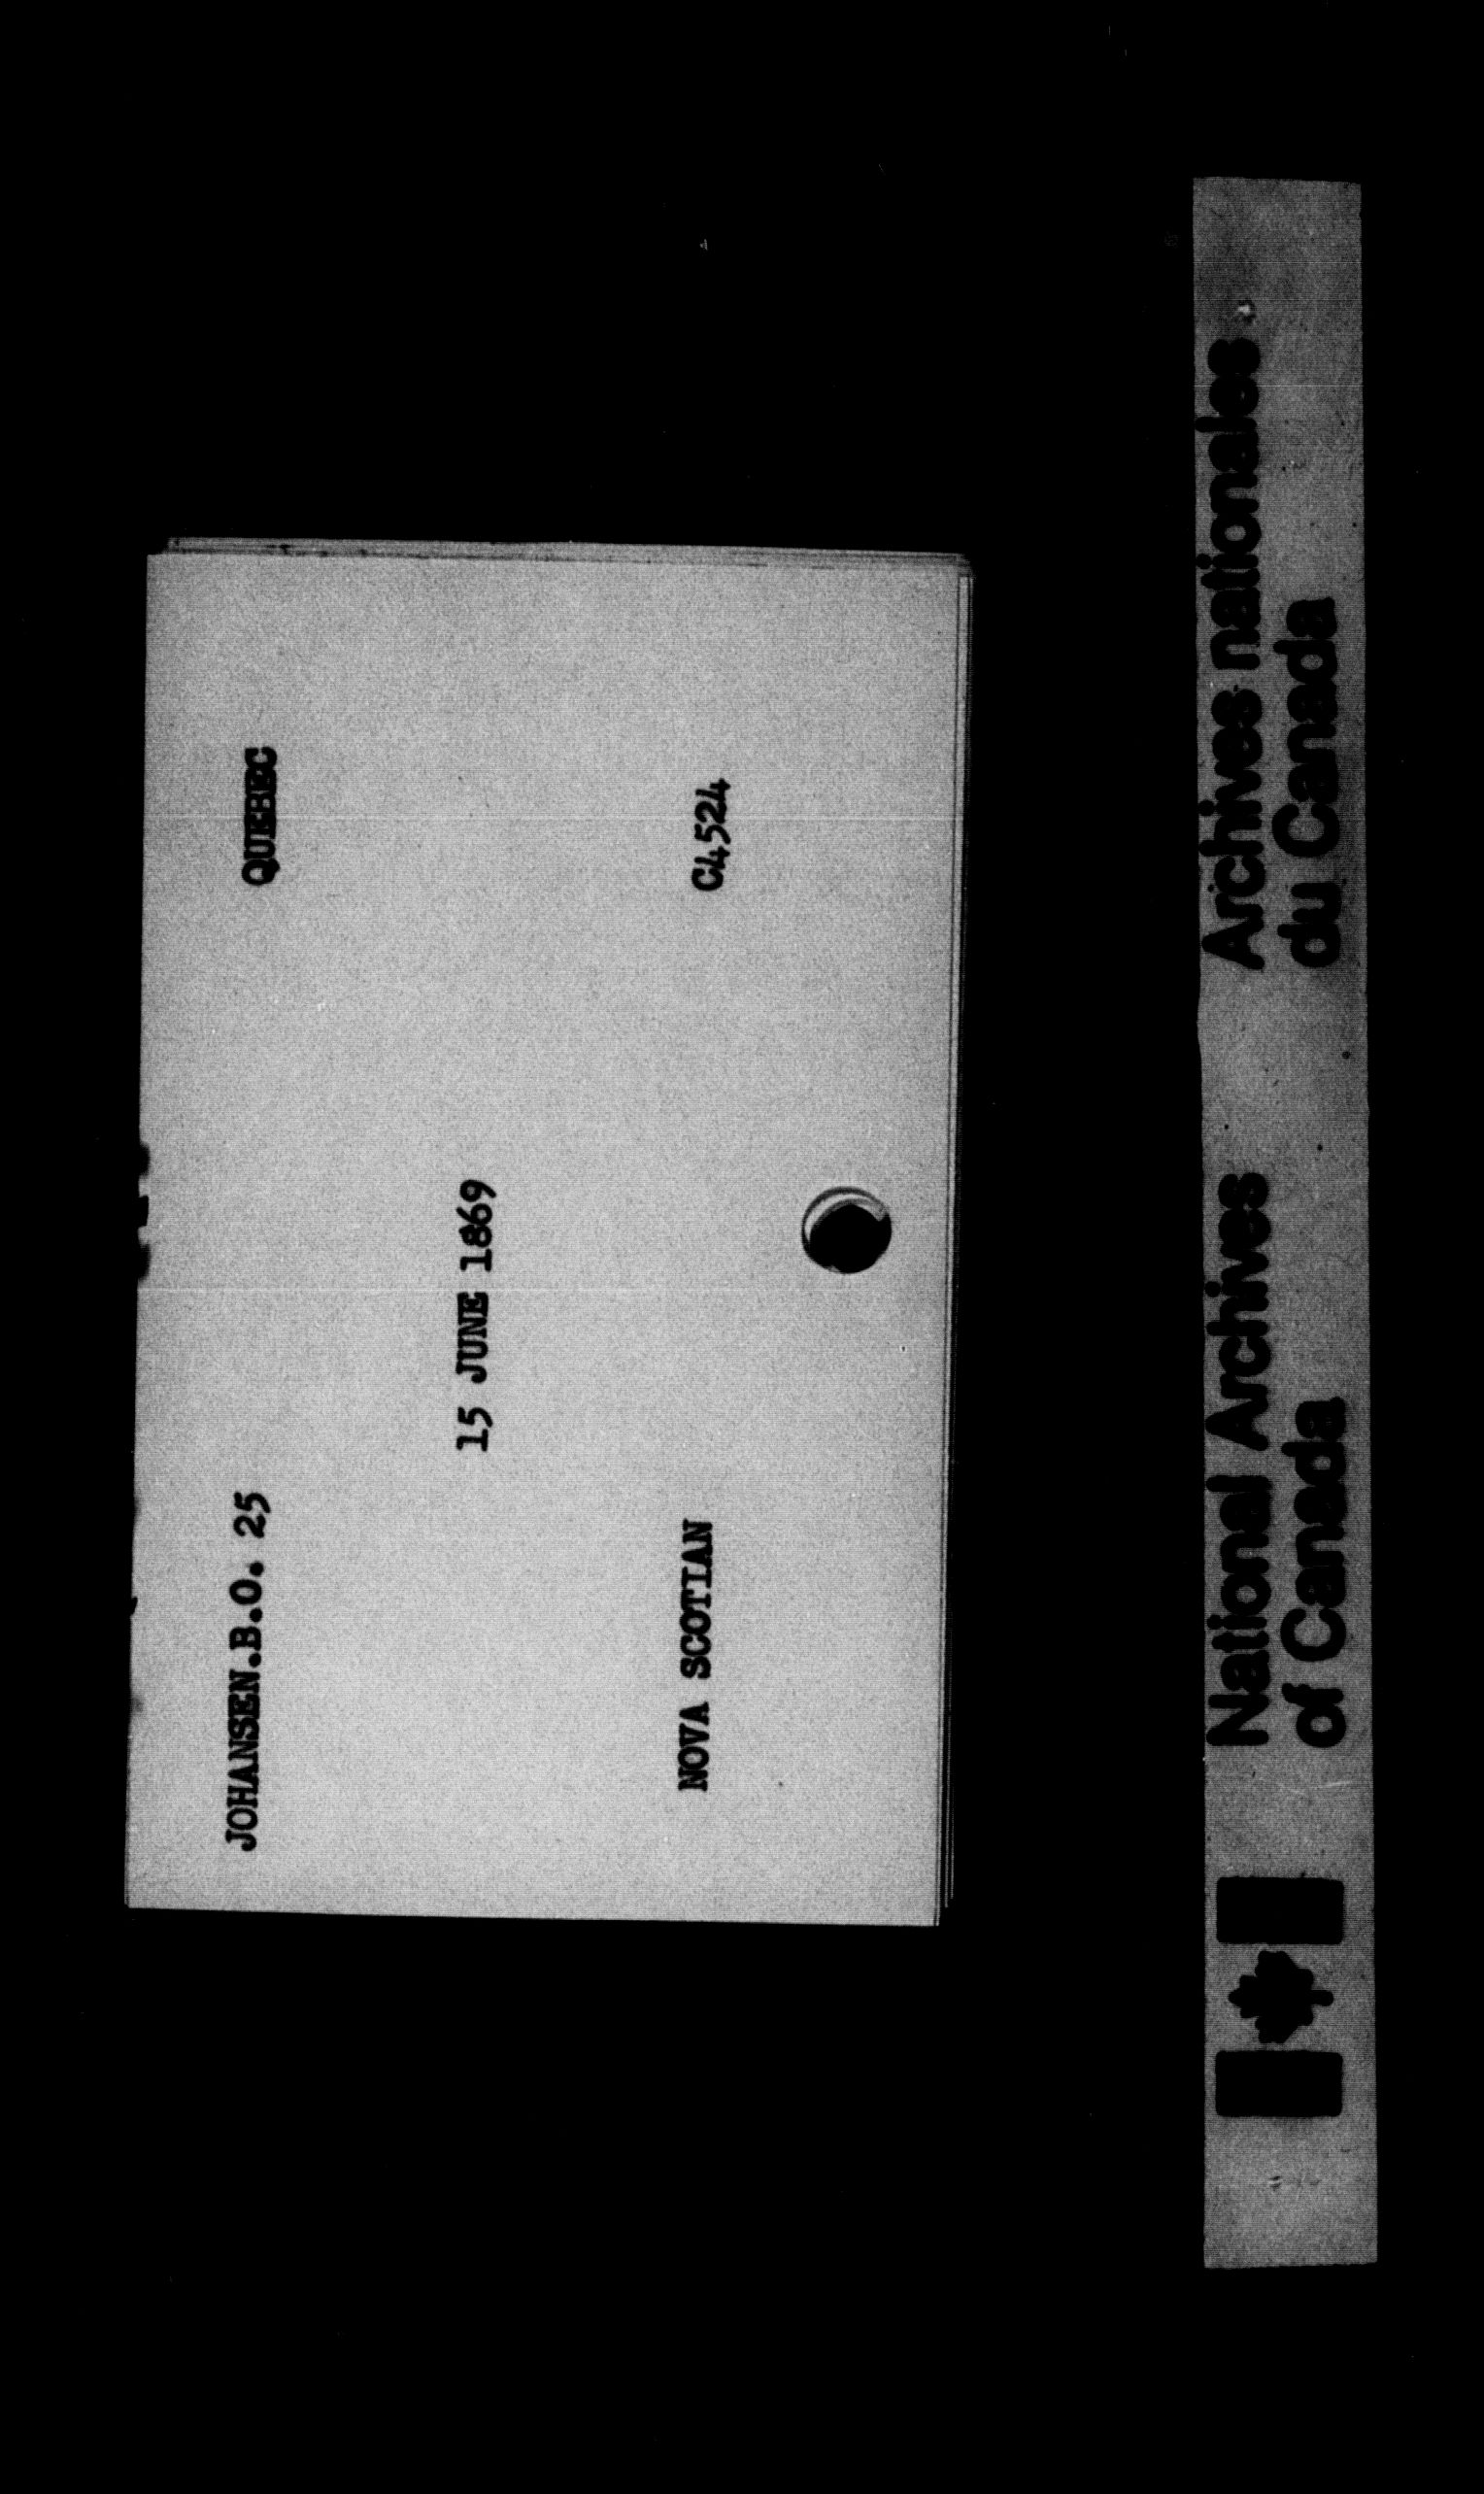 JOHANSEN.B.O. 25 QUEBEC
15 JUNE 1869
NOVA SCOTIAN C4524
National Archives Archives nationales
of Canada du Canada